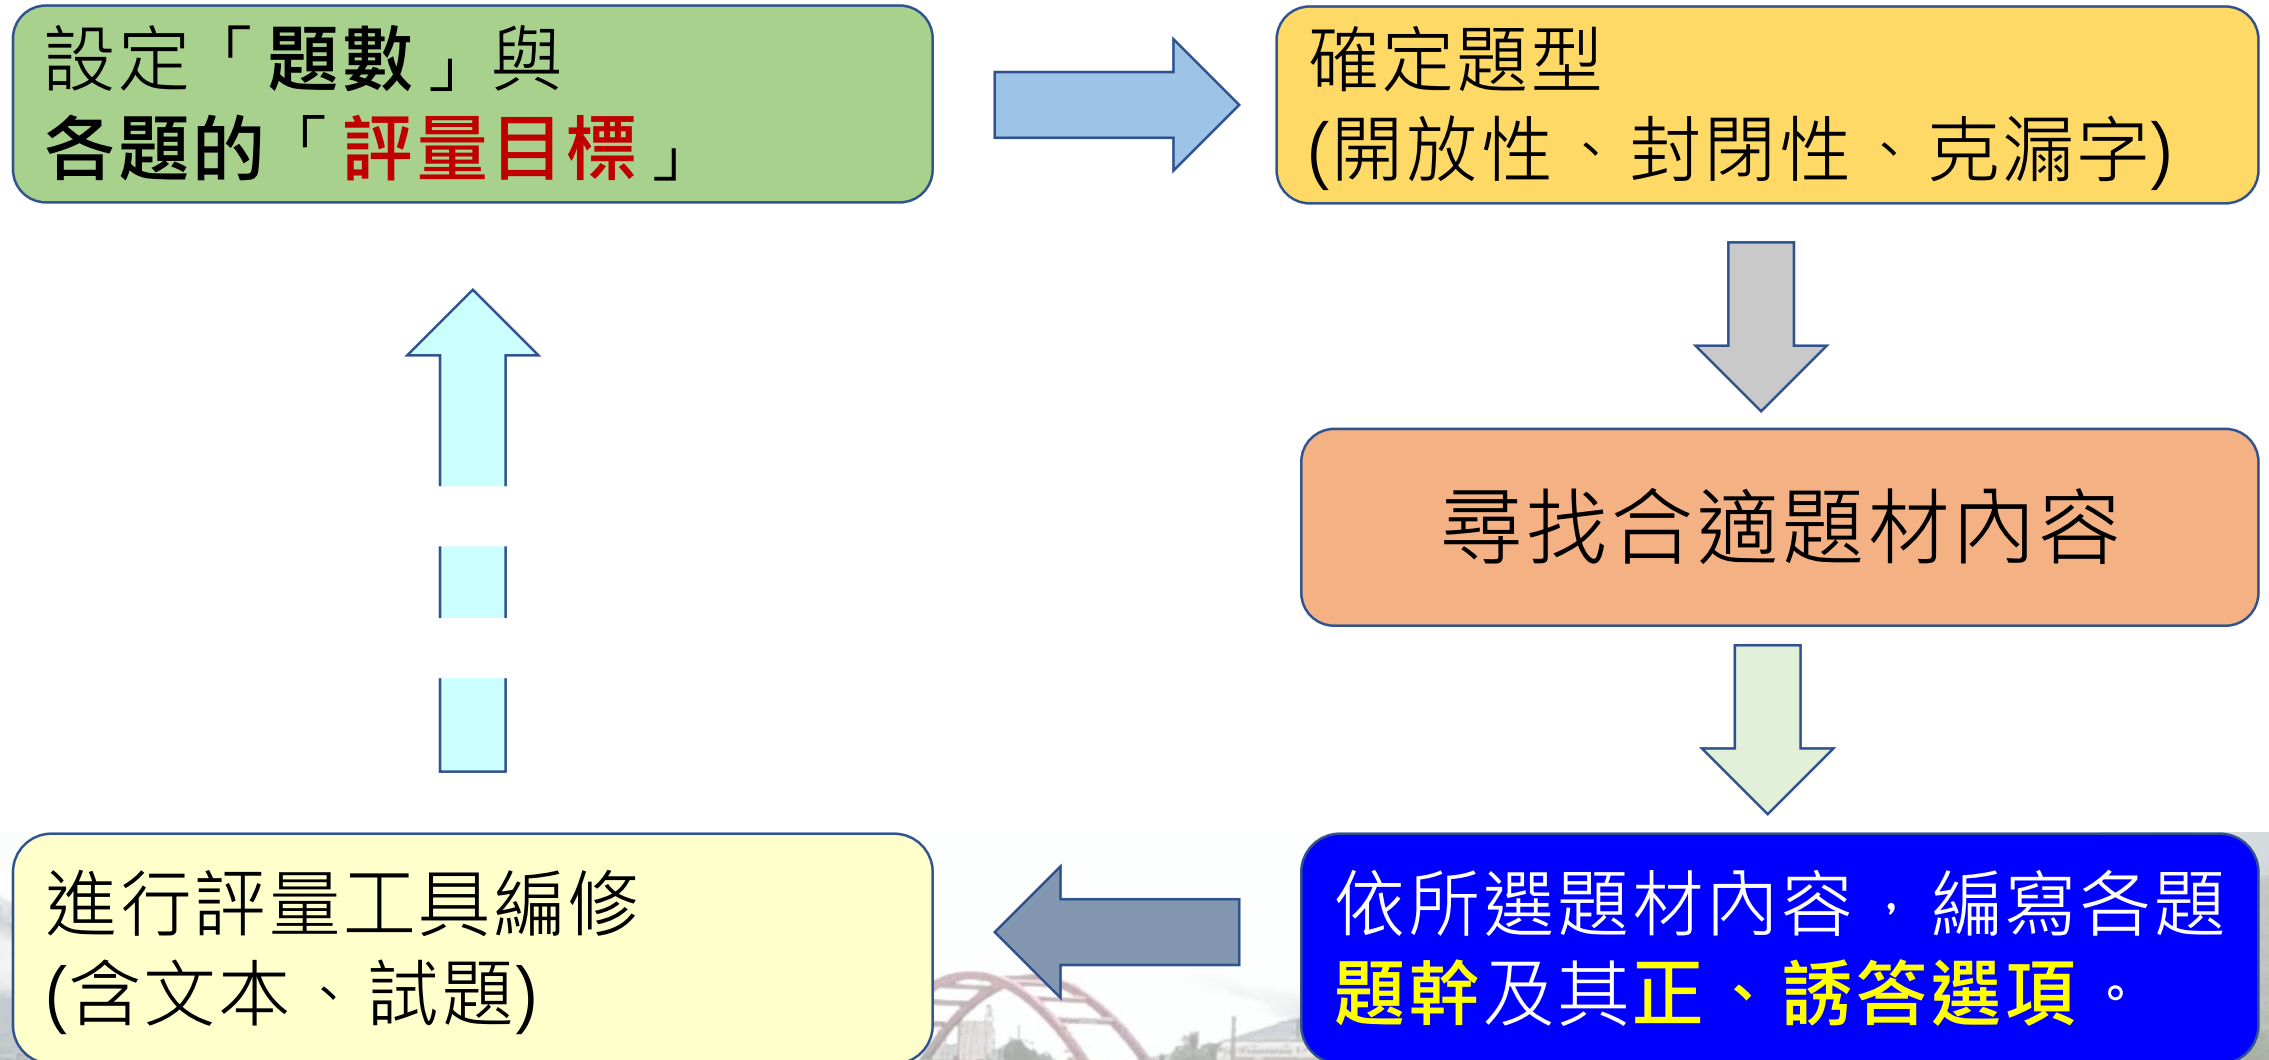 設定「題數」與
各題的「評量目標」
確定題型
(開放性、封閉性、克漏字)
尋找合適題材內容
依所選題材內容，編寫各題
題幹及其正、誘答選項。
進行評量工具編修
(含文本、試題)